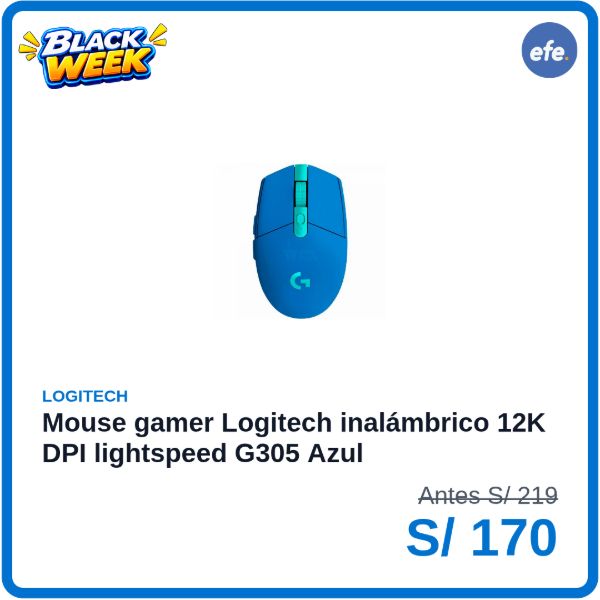 BLACK
WEEK
efe.
G
LOGITECH
Mouse gamer Logitech inalámbrico 12K
DPI lightspeed G305 Azul
Antes S/ 219
S/ 170